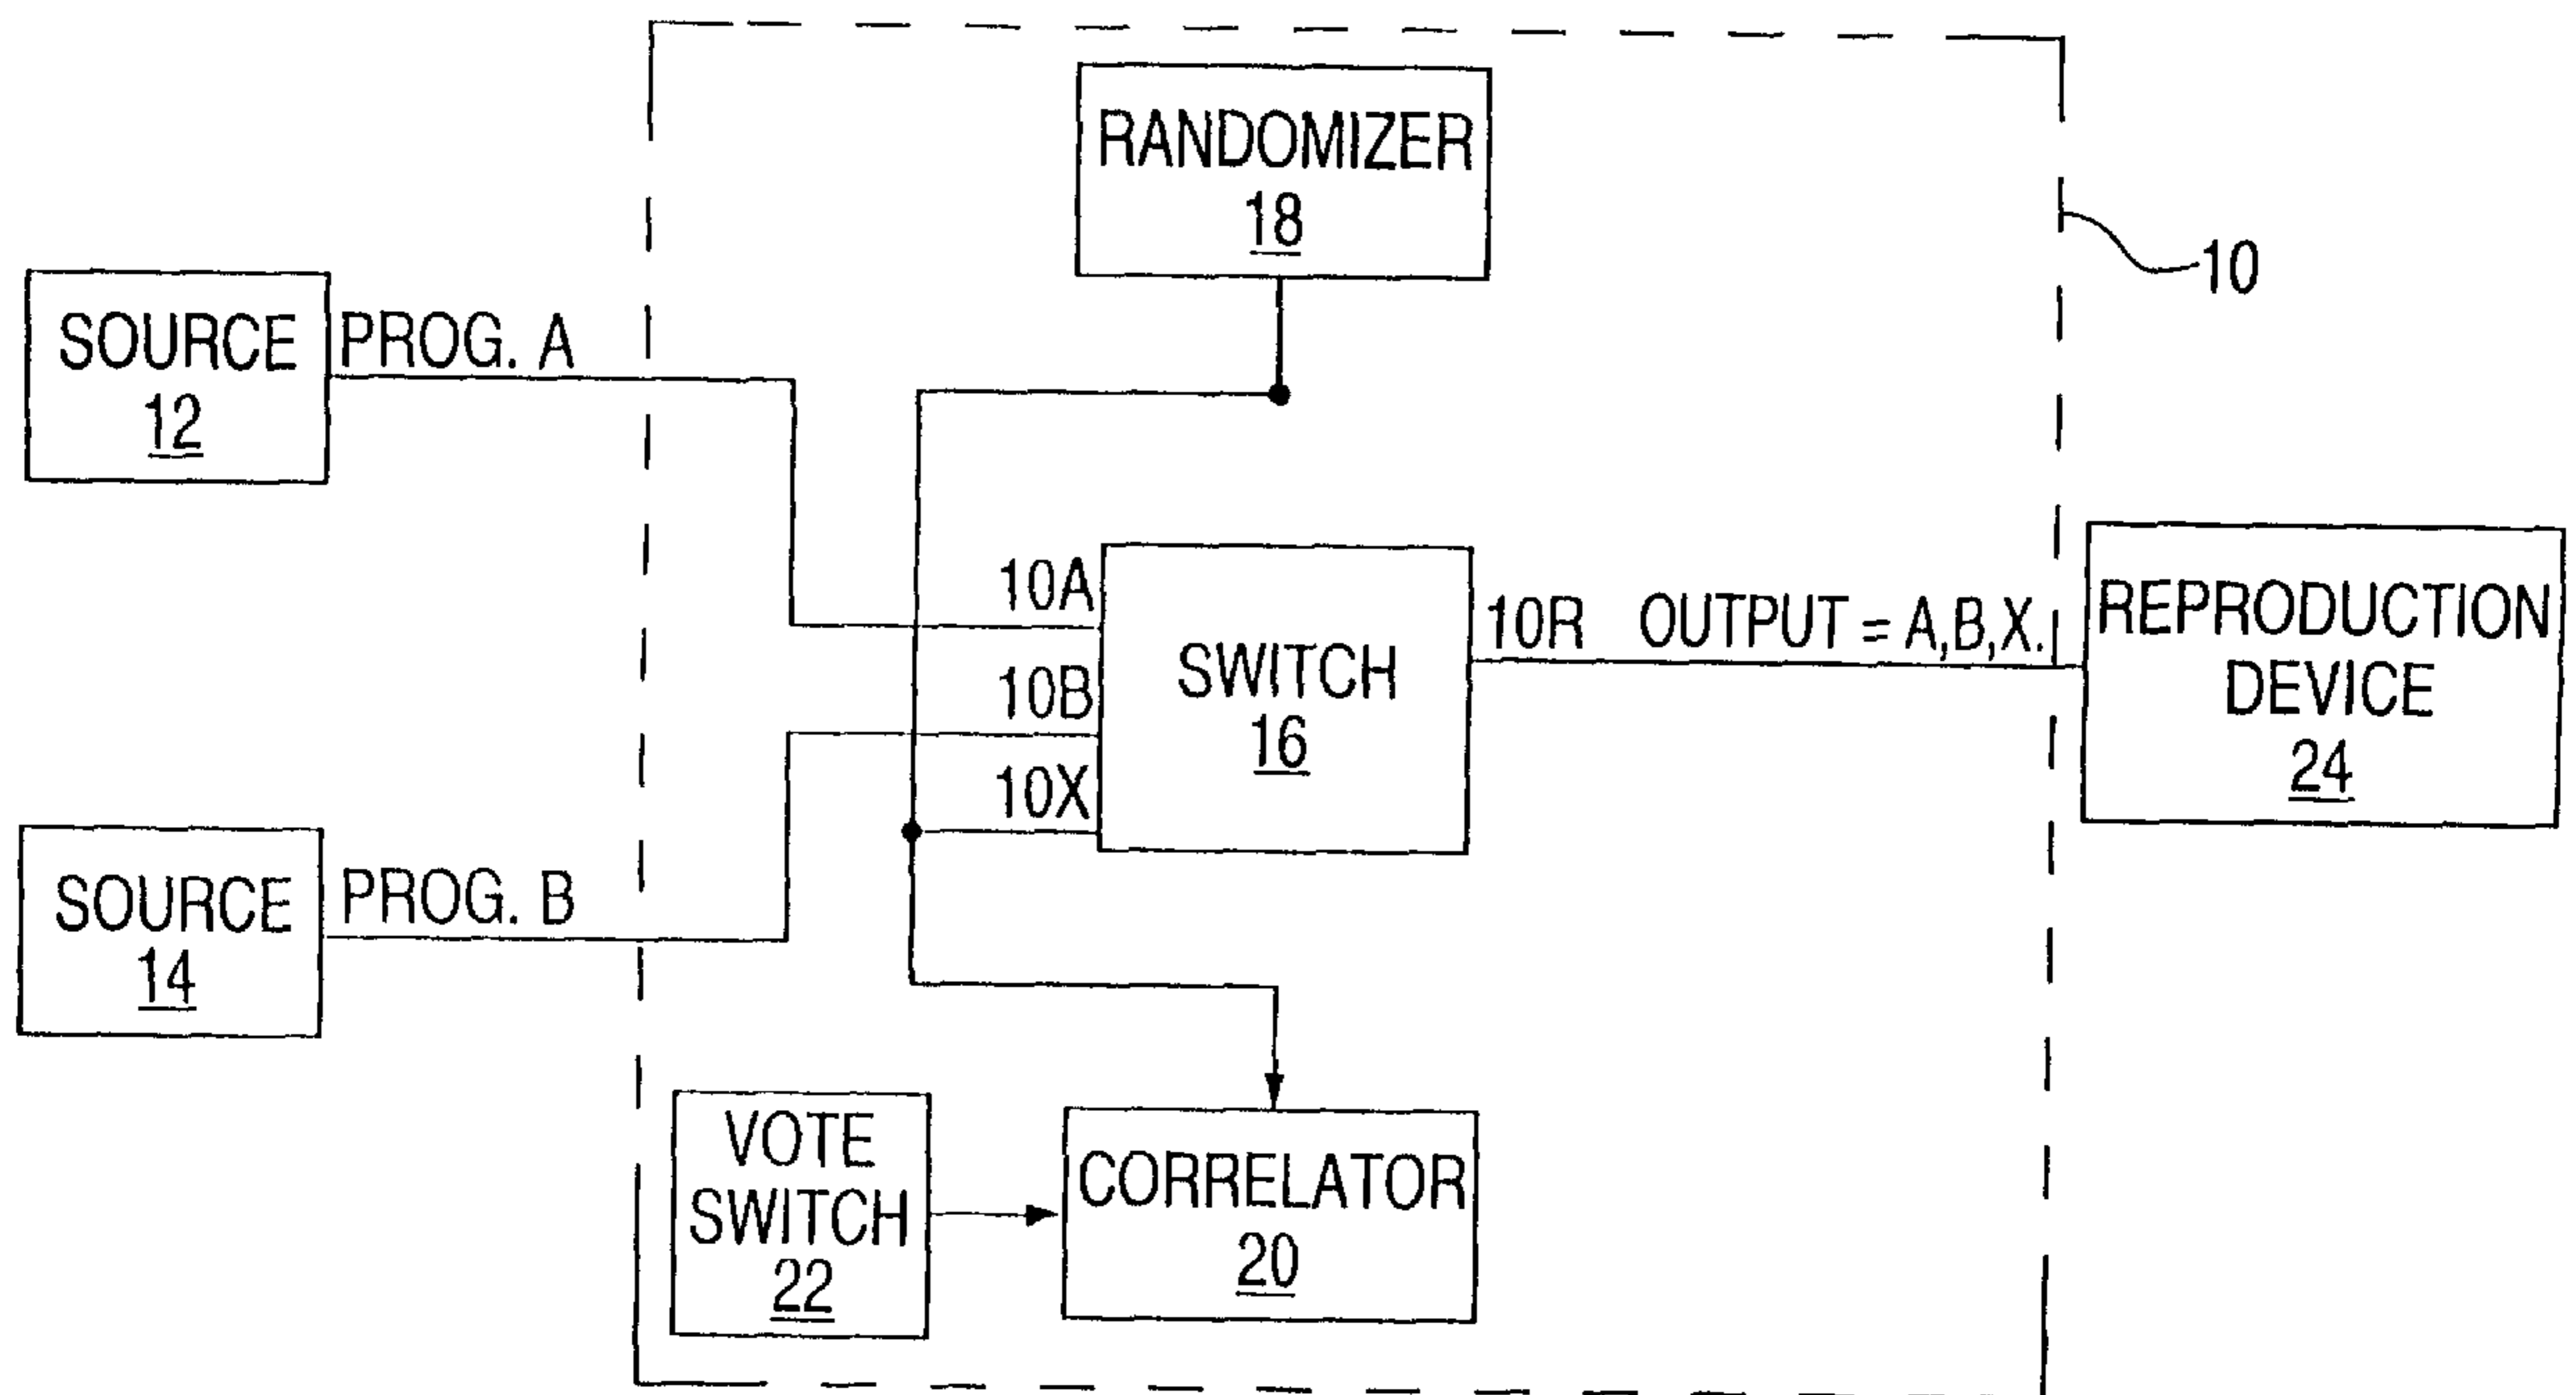 RANDOMIZER
18
10
SOURCE
12
PROG. A
10A
10B
10X
SWITCH
16
10R OUTPUT = A,B,X.
REPRODUCTION
DEVICE
24
SOURCE
14
PROG. B
VOTE
SWITCH
22
CORRELATOR
20